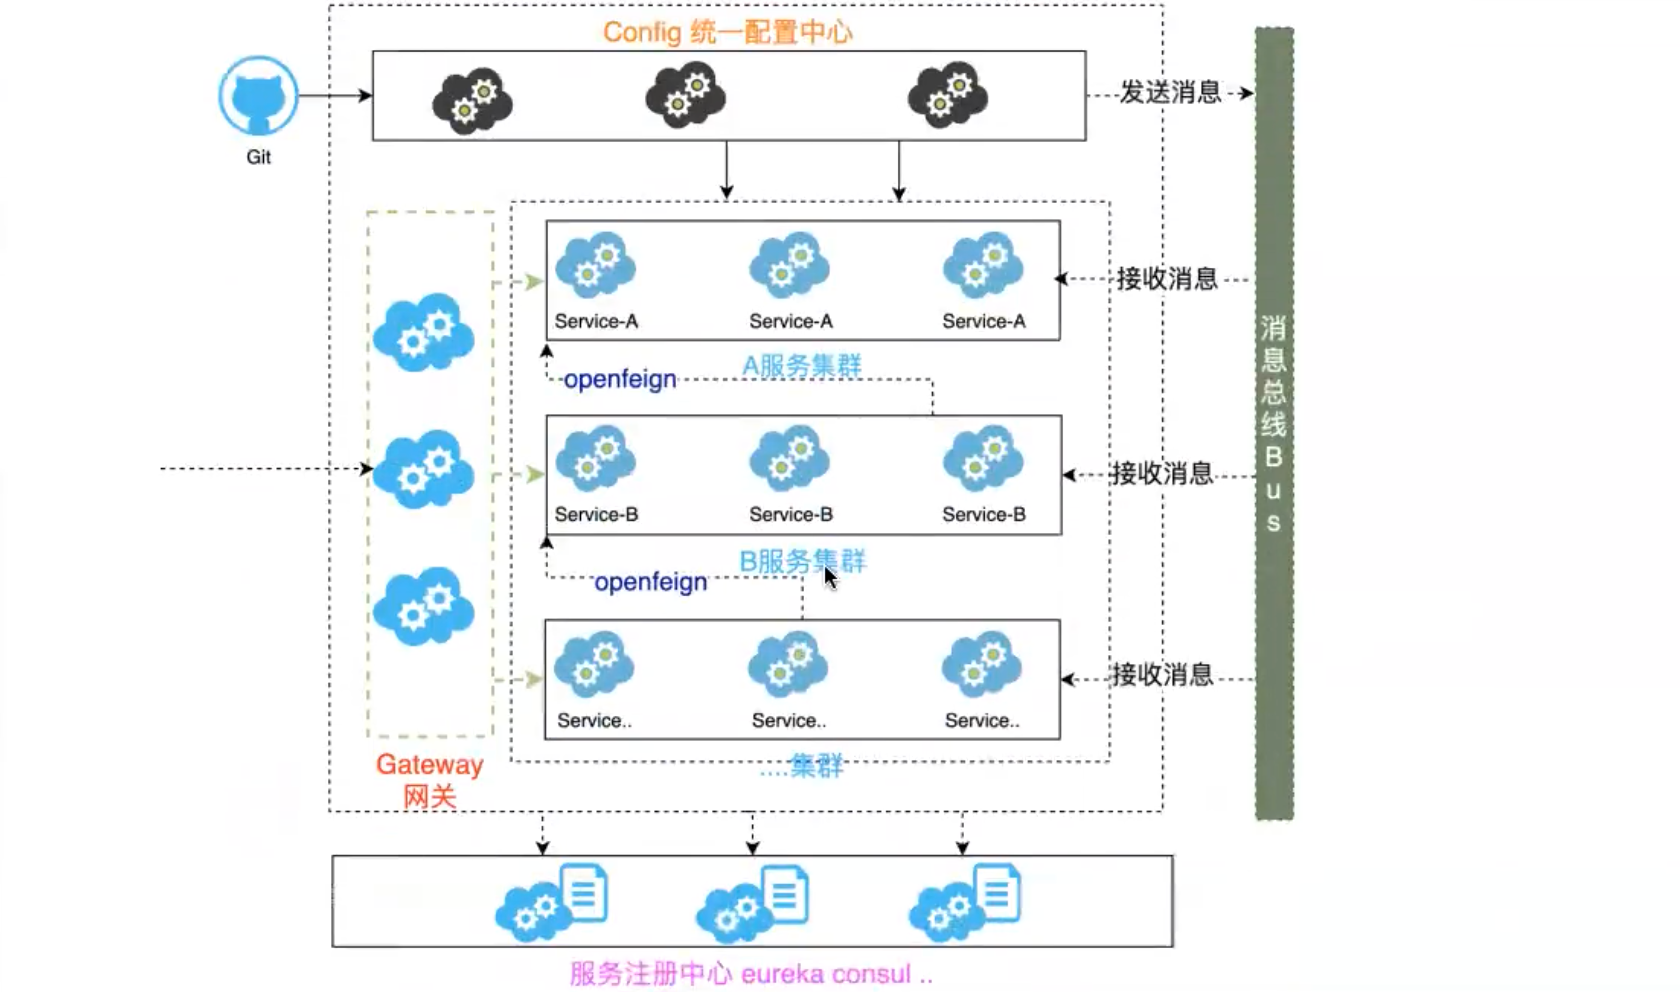 Config 统一配置中心
发送消息
Git
Service-A
Service-A
Service-A
接收消息
A服务集群
openfeign
Service-B
Service-B
Service-B
接收消息
B服务集群
openfeign
Service..
Service..
Service..
接收消息
....集群
Gateway
网关
消息总线Bus
服务注册中心 eureka consul ..